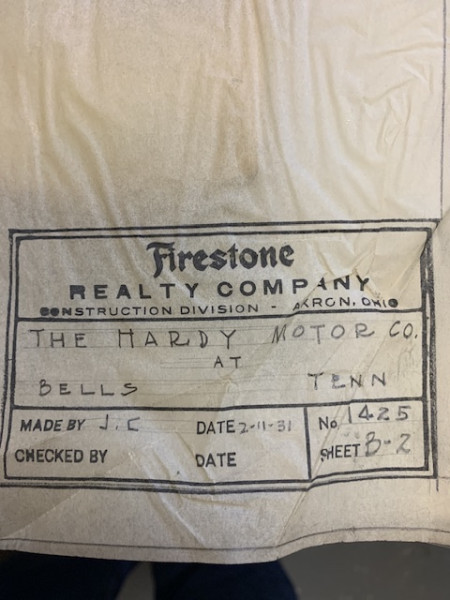 Firestone
REALTY COMPANY
CONSTRUCTION DIVISION - AKRON, OHIO
THE HARDY MOTOR CO.
AT
BELLS TENN
MADE BY J.C DATE 2-11-31 No 1425
CHECKED BY DATE SHEET B-2